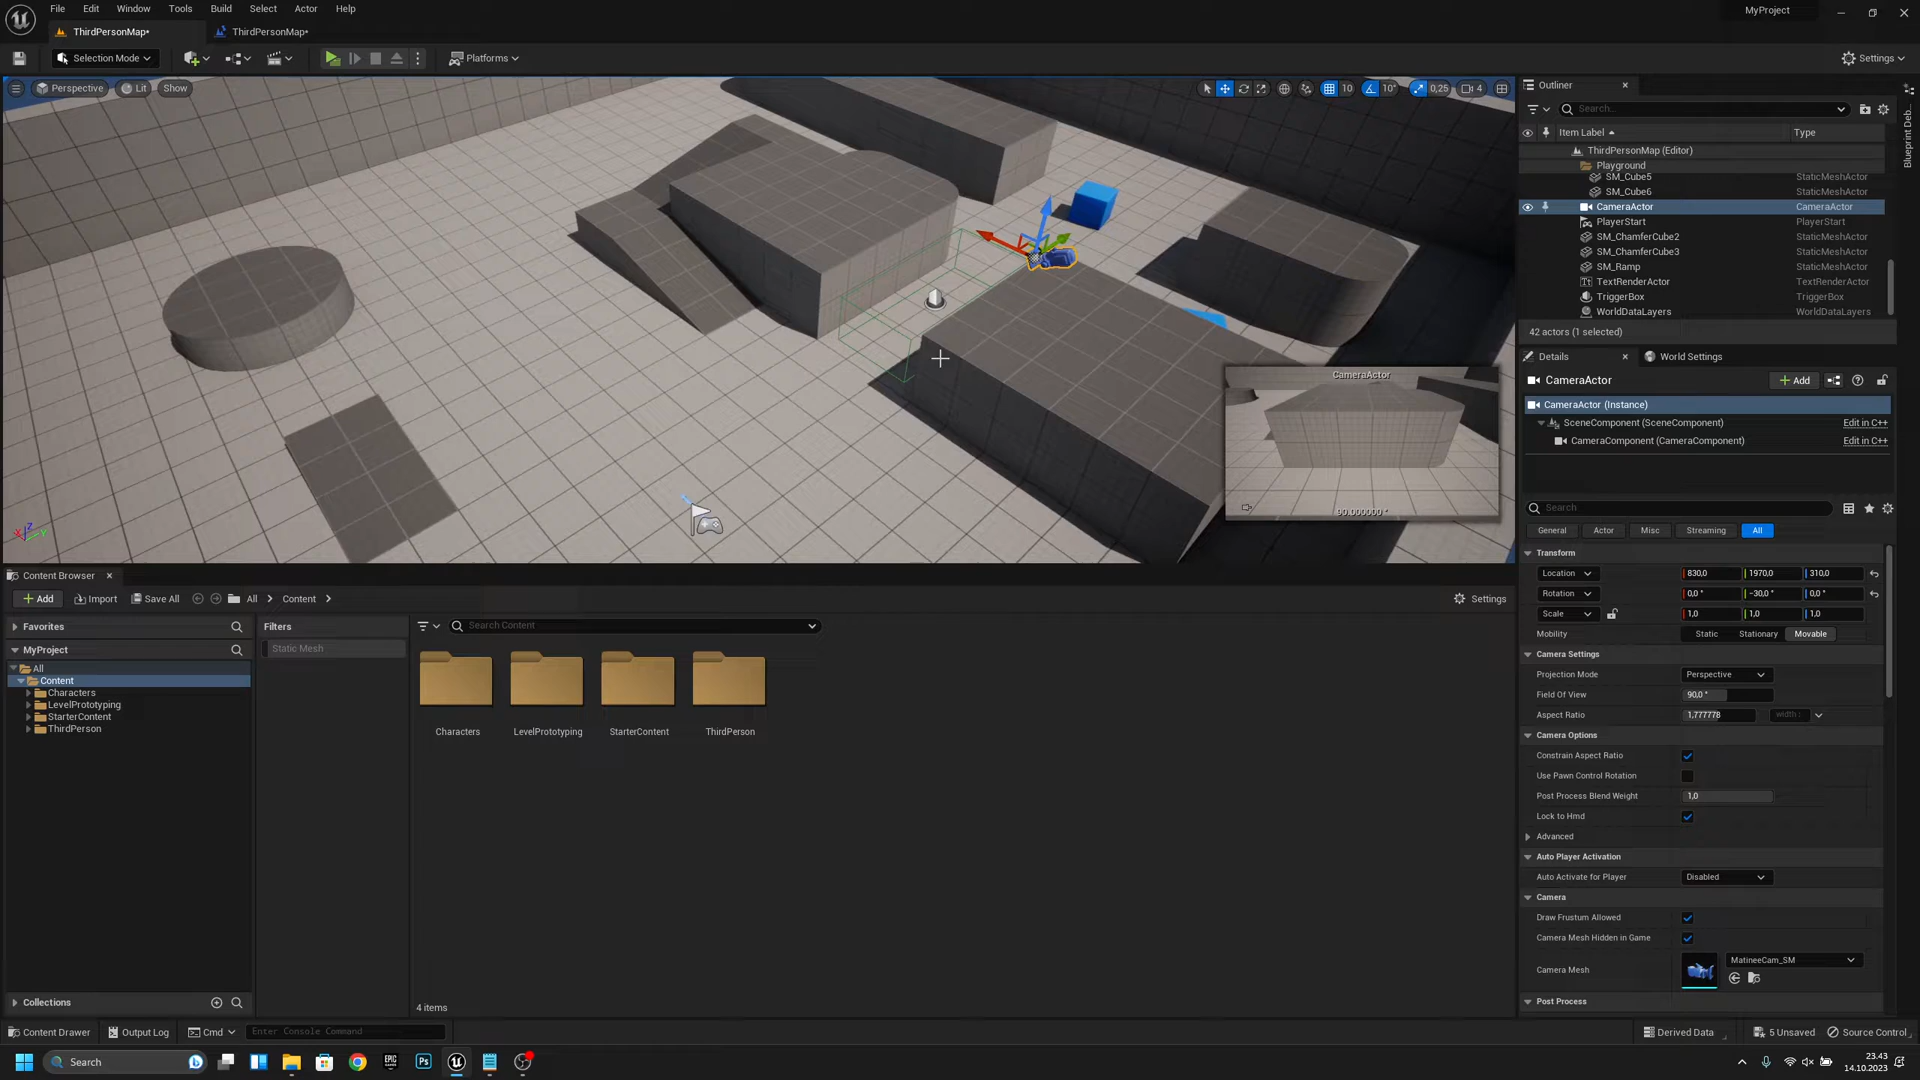 File Edit Window Tools Build Select Actor Help
MyProject
ThirdPersonMap*
ThirdPersonMap*
Selection Mode
Platforms
Settings
Perspective
Lit
Show
10
10°
0,25
4
Outliner
Search...
Item Label
Type
ThirdPersonMap (Editor)
Playground
SM_Cube5 StaticMeshActor
SM_Cube6 StaticMeshActor
CameraActor CameraActor
PlayerStart PlayerStart
SM_ChamferCube2 StaticMeshActor
SM_ChamferCube3 StaticMeshActor
SM_Ramp StaticMeshActor
TextRenderActor TextRenderActor
TriggerBox TriggerBox
WorldDataLayers WorldDataLayers
42 actors (1 selected)
Blueprint Deb
CameraActor
90.000000 °
X Z Y
Details
World Settings
CameraActor
Add
CameraActor (Instance)
SceneComponent (SceneComponent) Edit in C++
CameraComponent (CameraComponent) Edit in C++
Search
General Actor Misc Streaming All
Transform
Location 830,0 1970,0 310,0
Rotation 0,0 ° -30,0 ° 0,0 °
Scale 1,0 1,0 1,0
Mobility Static Stationary Movable
Camera Settings
Projection Mode Perspective
Field Of View 90,0 °
Aspect Ratio 1,777778 width :
Camera Options
Constrain Aspect Ratio
Use Pawn Control Rotation
Post Process Blend Weight 1,0
Lock to Hmd
Advanced
Auto Player Activation
Auto Activate for Player Disabled
Camera
Draw Frustum Allowed
Camera Mesh Hidden in Game
Camera Mesh MatineeCam_SM
Post Process
Content Browser
Add
Import
Save All
All
Content
Settings
Favorites
MyProject
All
Content
Characters
LevelPrototyping
StarterContent
ThirdPerson
Collections
Filters
Static Mesh
Search Content
Characters
LevelPrototyping
StarterContent
ThirdPerson
4 items
Content Drawer
Output Log
Cmd
Enter Console Command
Derived Data
5 Unsaved
Source Control
Search
Ps
EPIC
23.43
14.10.2023